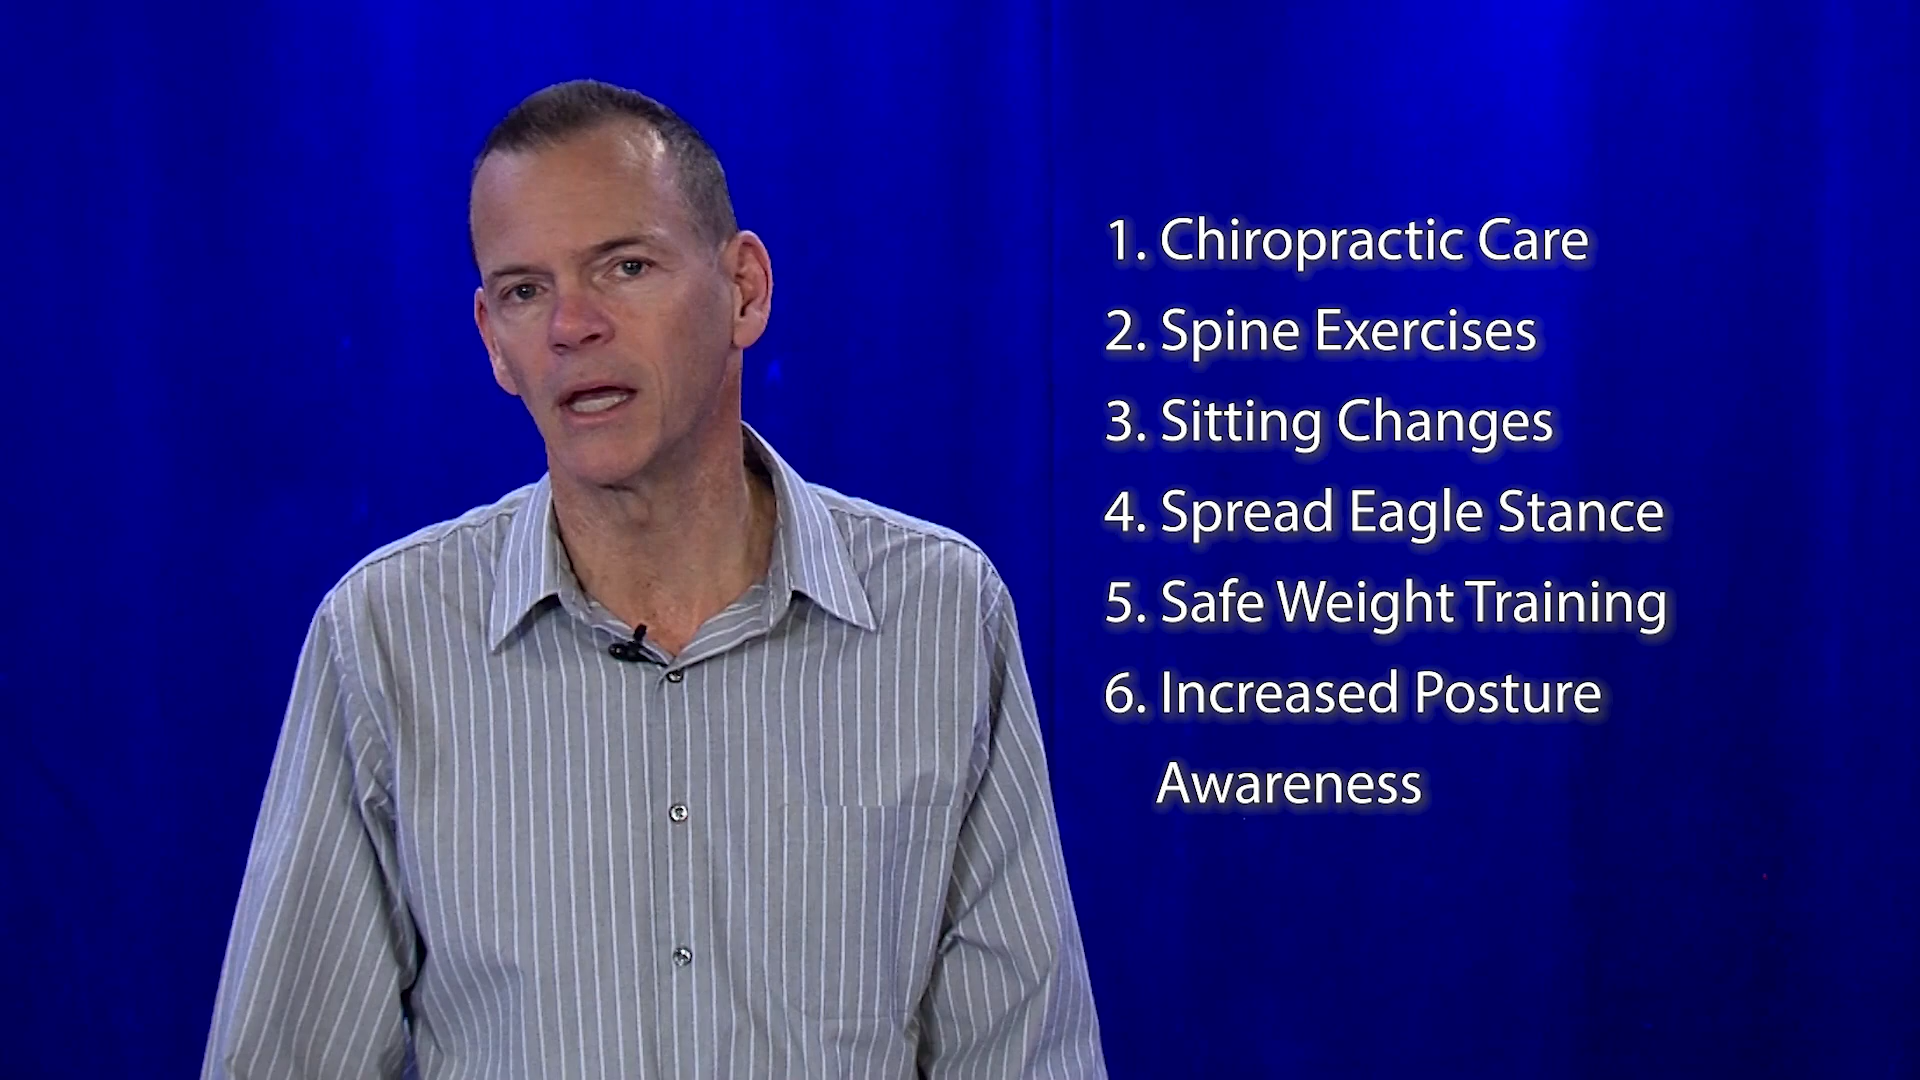 1. Chiropractic Care
2. Spine Exercises
3. Sitting Changes
4. Spread Eagle Stance
5. Safe Weight Training
6. Increased Posture
Awareness